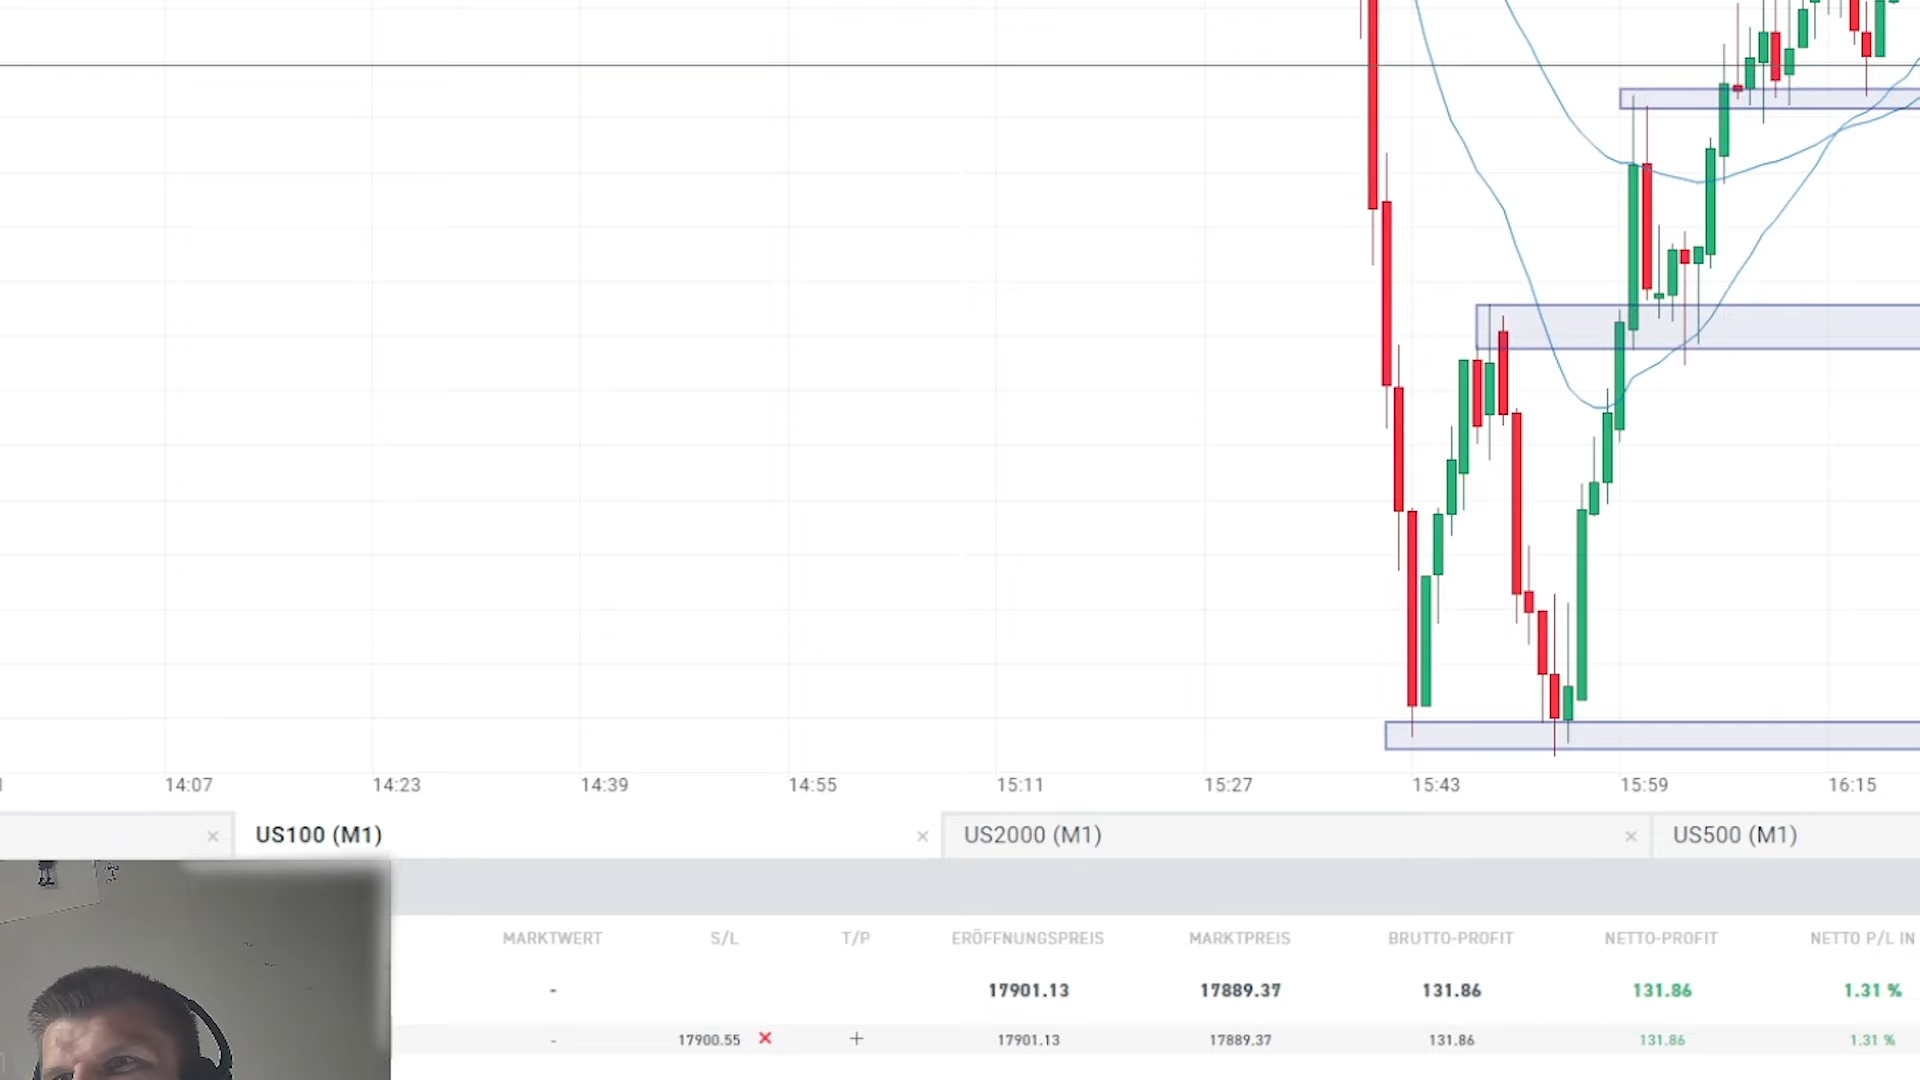 14:07 14:23 14:39 14:55 15:11 15:27 15:43 15:59 16:15
US100 (M1) US2000 (M1) US500 (M1)
MARKTWERT S/L T/P ERÖFFNUNGSPREIS MARKTPREIS BRUTTO-PROFIT NETTO-PROFIT NETTO P/L IN
- 17901.13 17889.37 131.86 131.86 1.31 %
- 17900.55 17901.13 17889.37 131.86 131.86 1.31 %